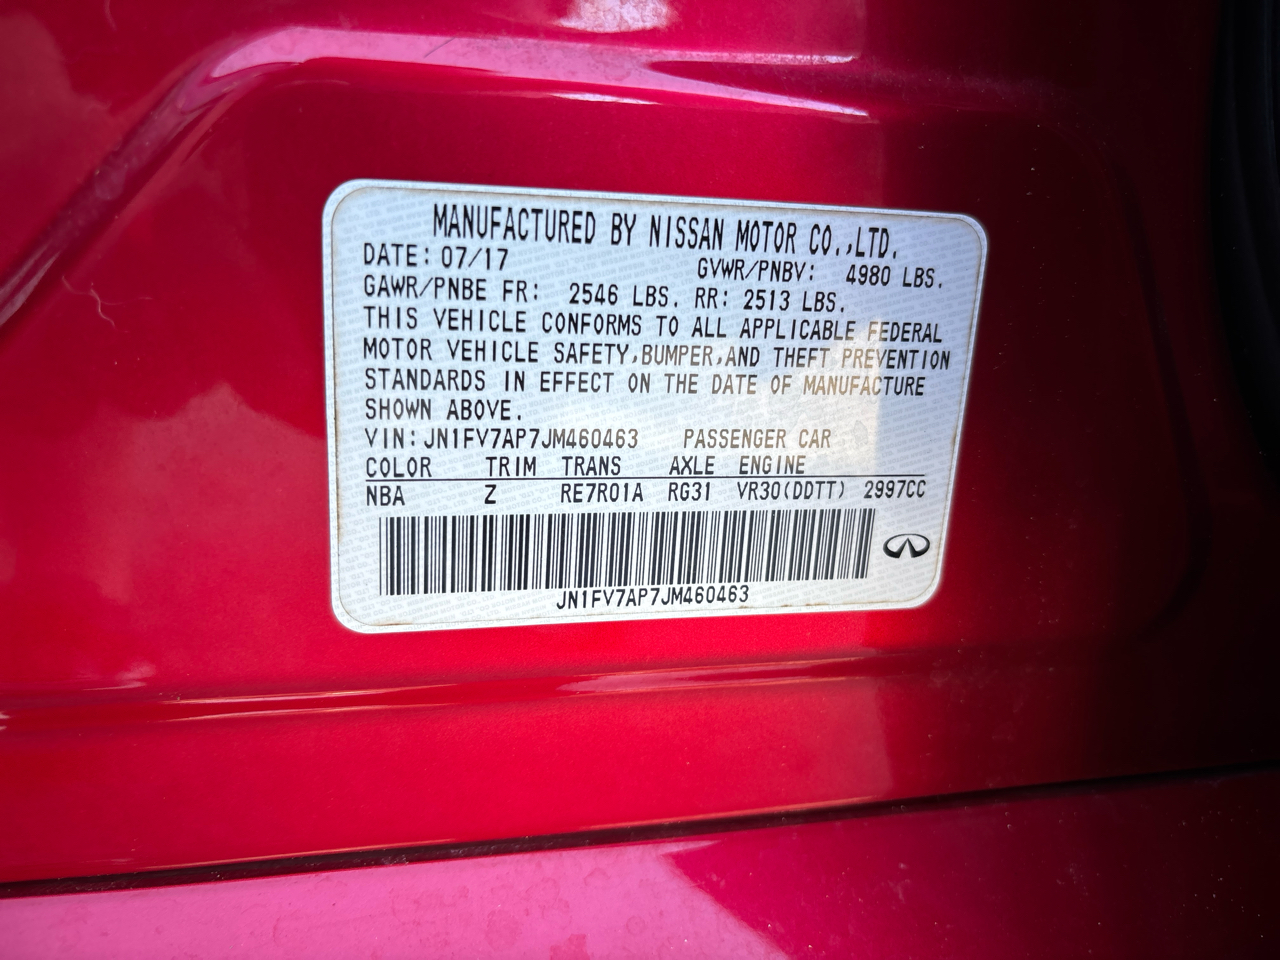 MANUFACTURED BY NISSAN MOTOR CO.,LTD.
DATE: 07/17 GVWR/PNBV: 4980 LBS.
GAWR/PNBE FR: 2546 LBS. RR: 2513 LBS.
THIS VEHICLE CONFORMS TO ALL APPLICABLE FEDERAL
MOTOR VEHICLE SAFETY,BUMPER,AND THEFT PREVENTION
STANDARDS IN EFFECT ON THE DATE OF MANUFACTURE
SHOWN ABOVE.
VIN: JN1FV7AP7JM460463 PASSENGER CAR
COLOR TRIM TRANS AXLE ENGINE
NBA Z RE7R01A RG31 VR30(DDTT) 2997CC
JN1FV7AP7JM460463